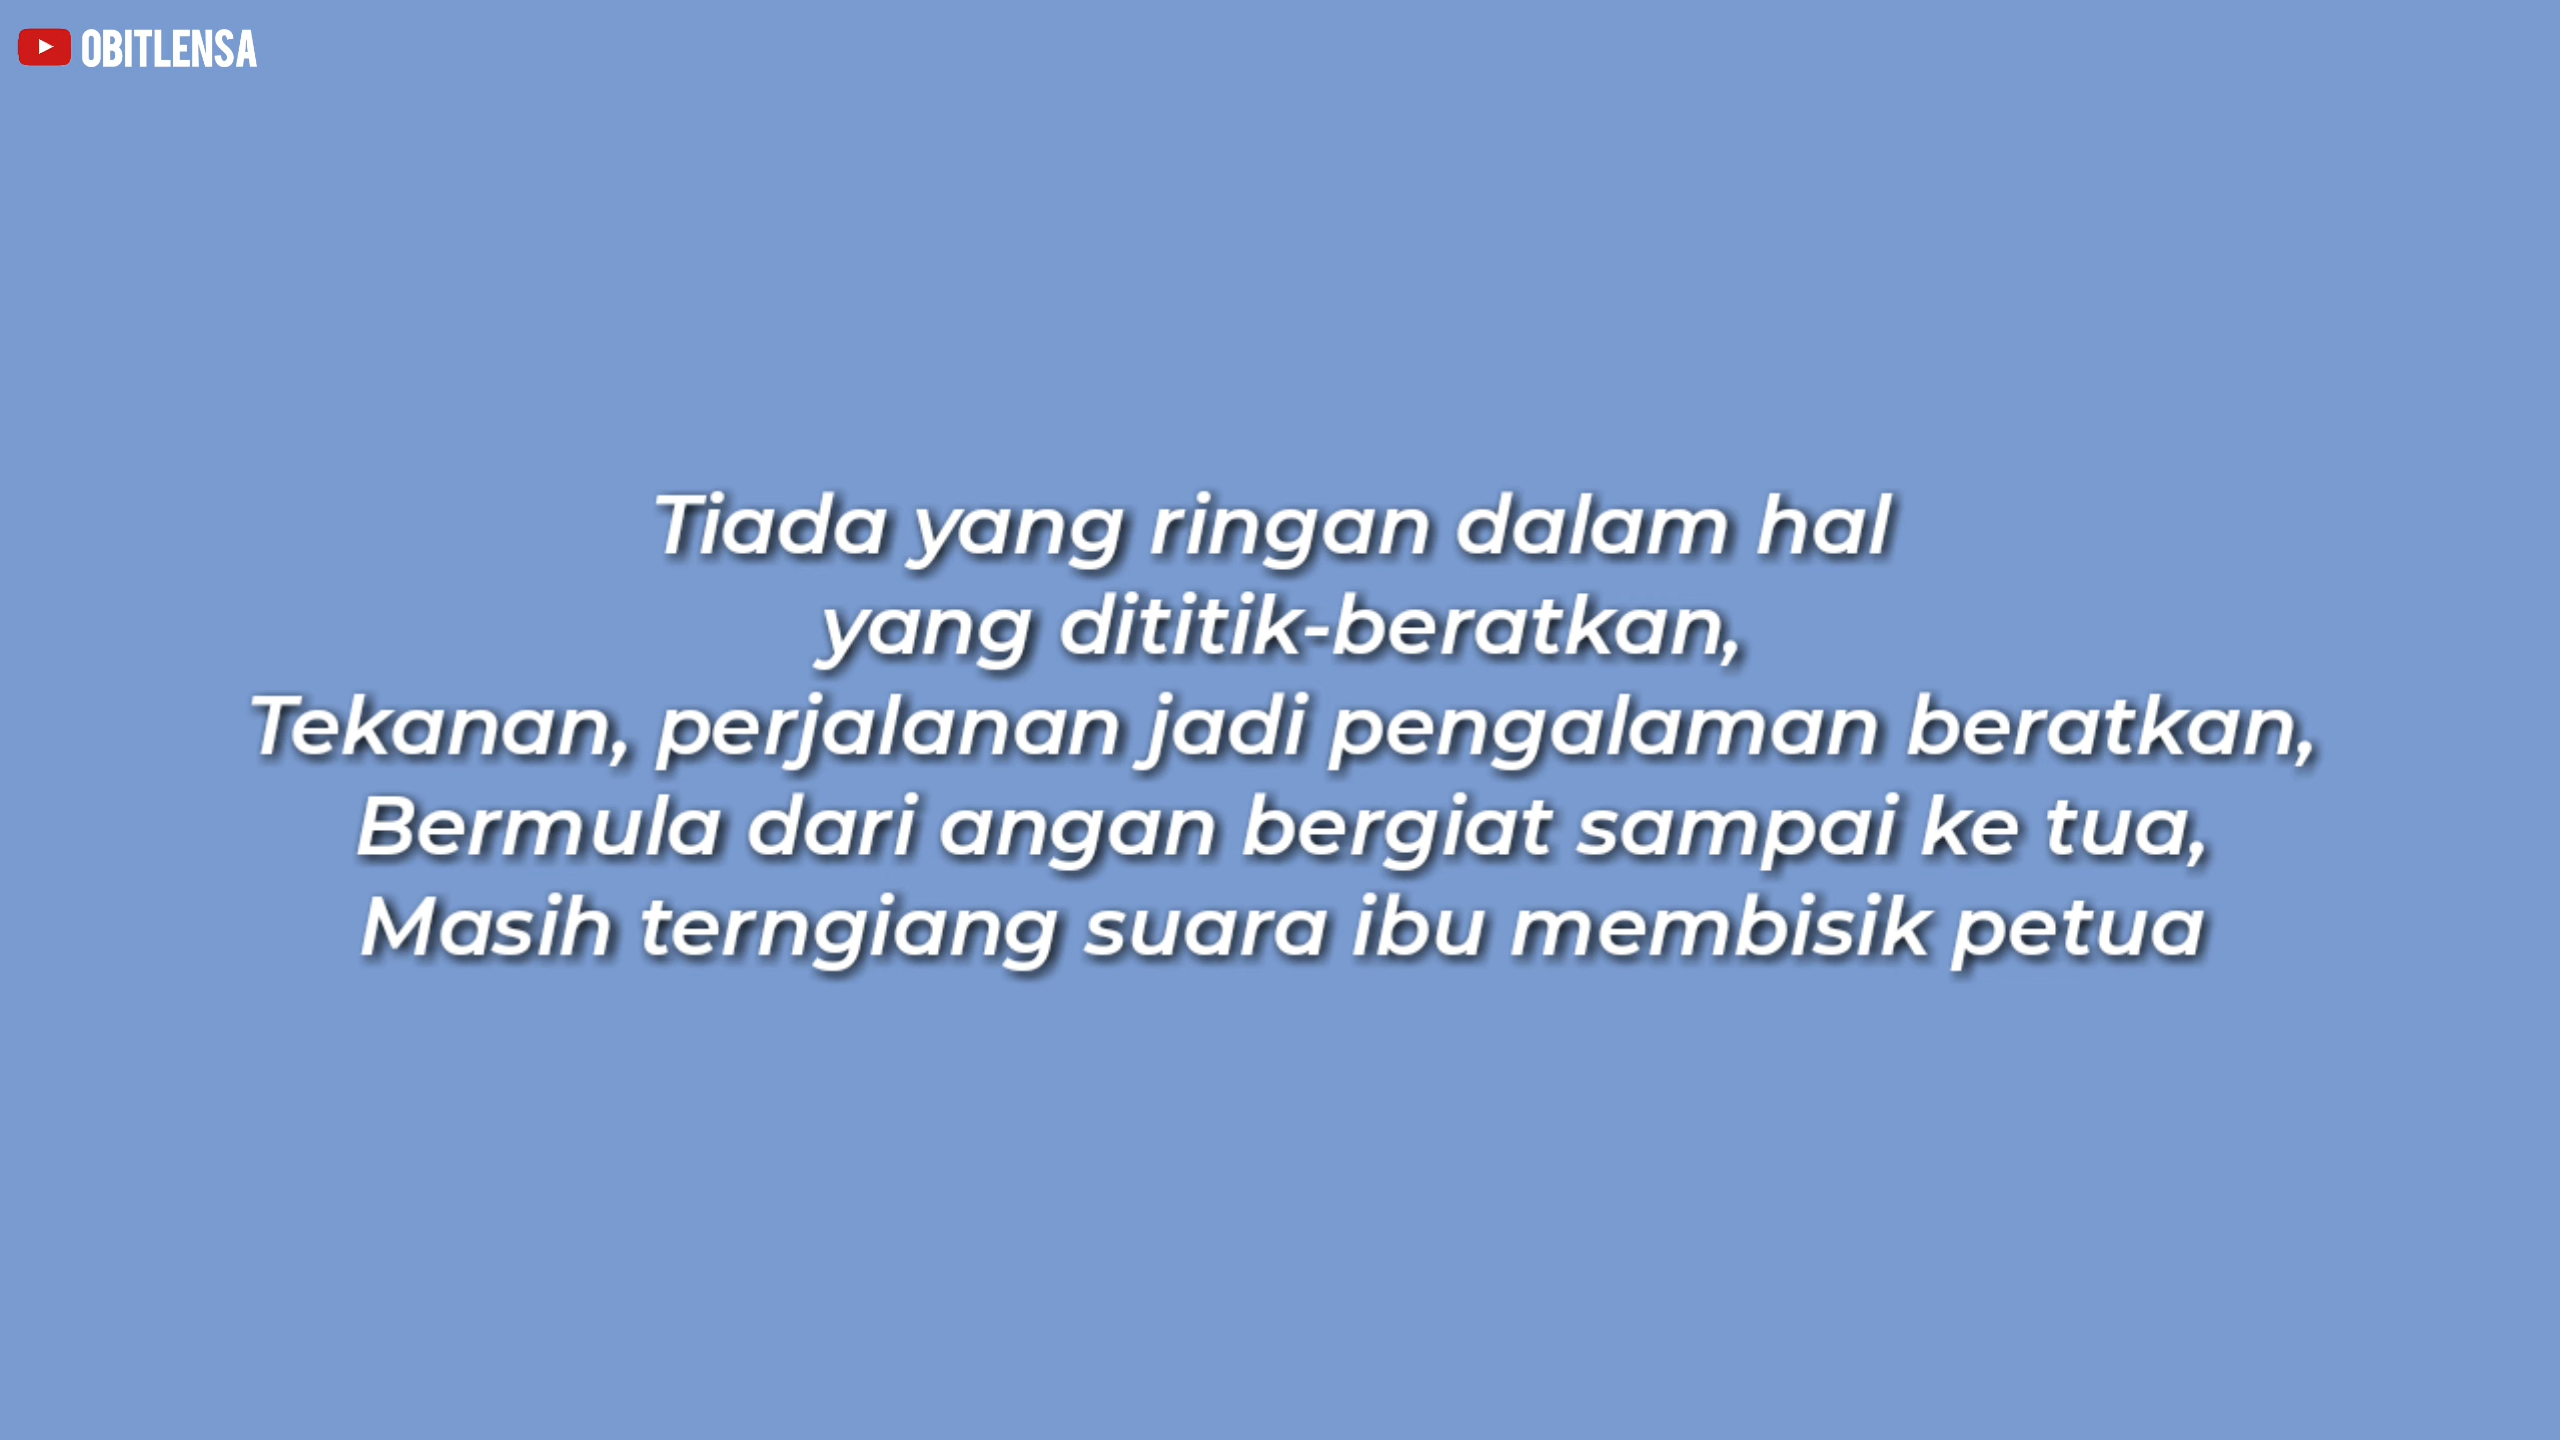 OBITLENSA
Tiada yang ringan dalam hal
yang dititik-beratkan,
Tekanan, perjalanan jadi pengalaman beratkan,
Bermula dari angan bergiat sampai ke tua,
Masih terngiang suara ibu membisik petua